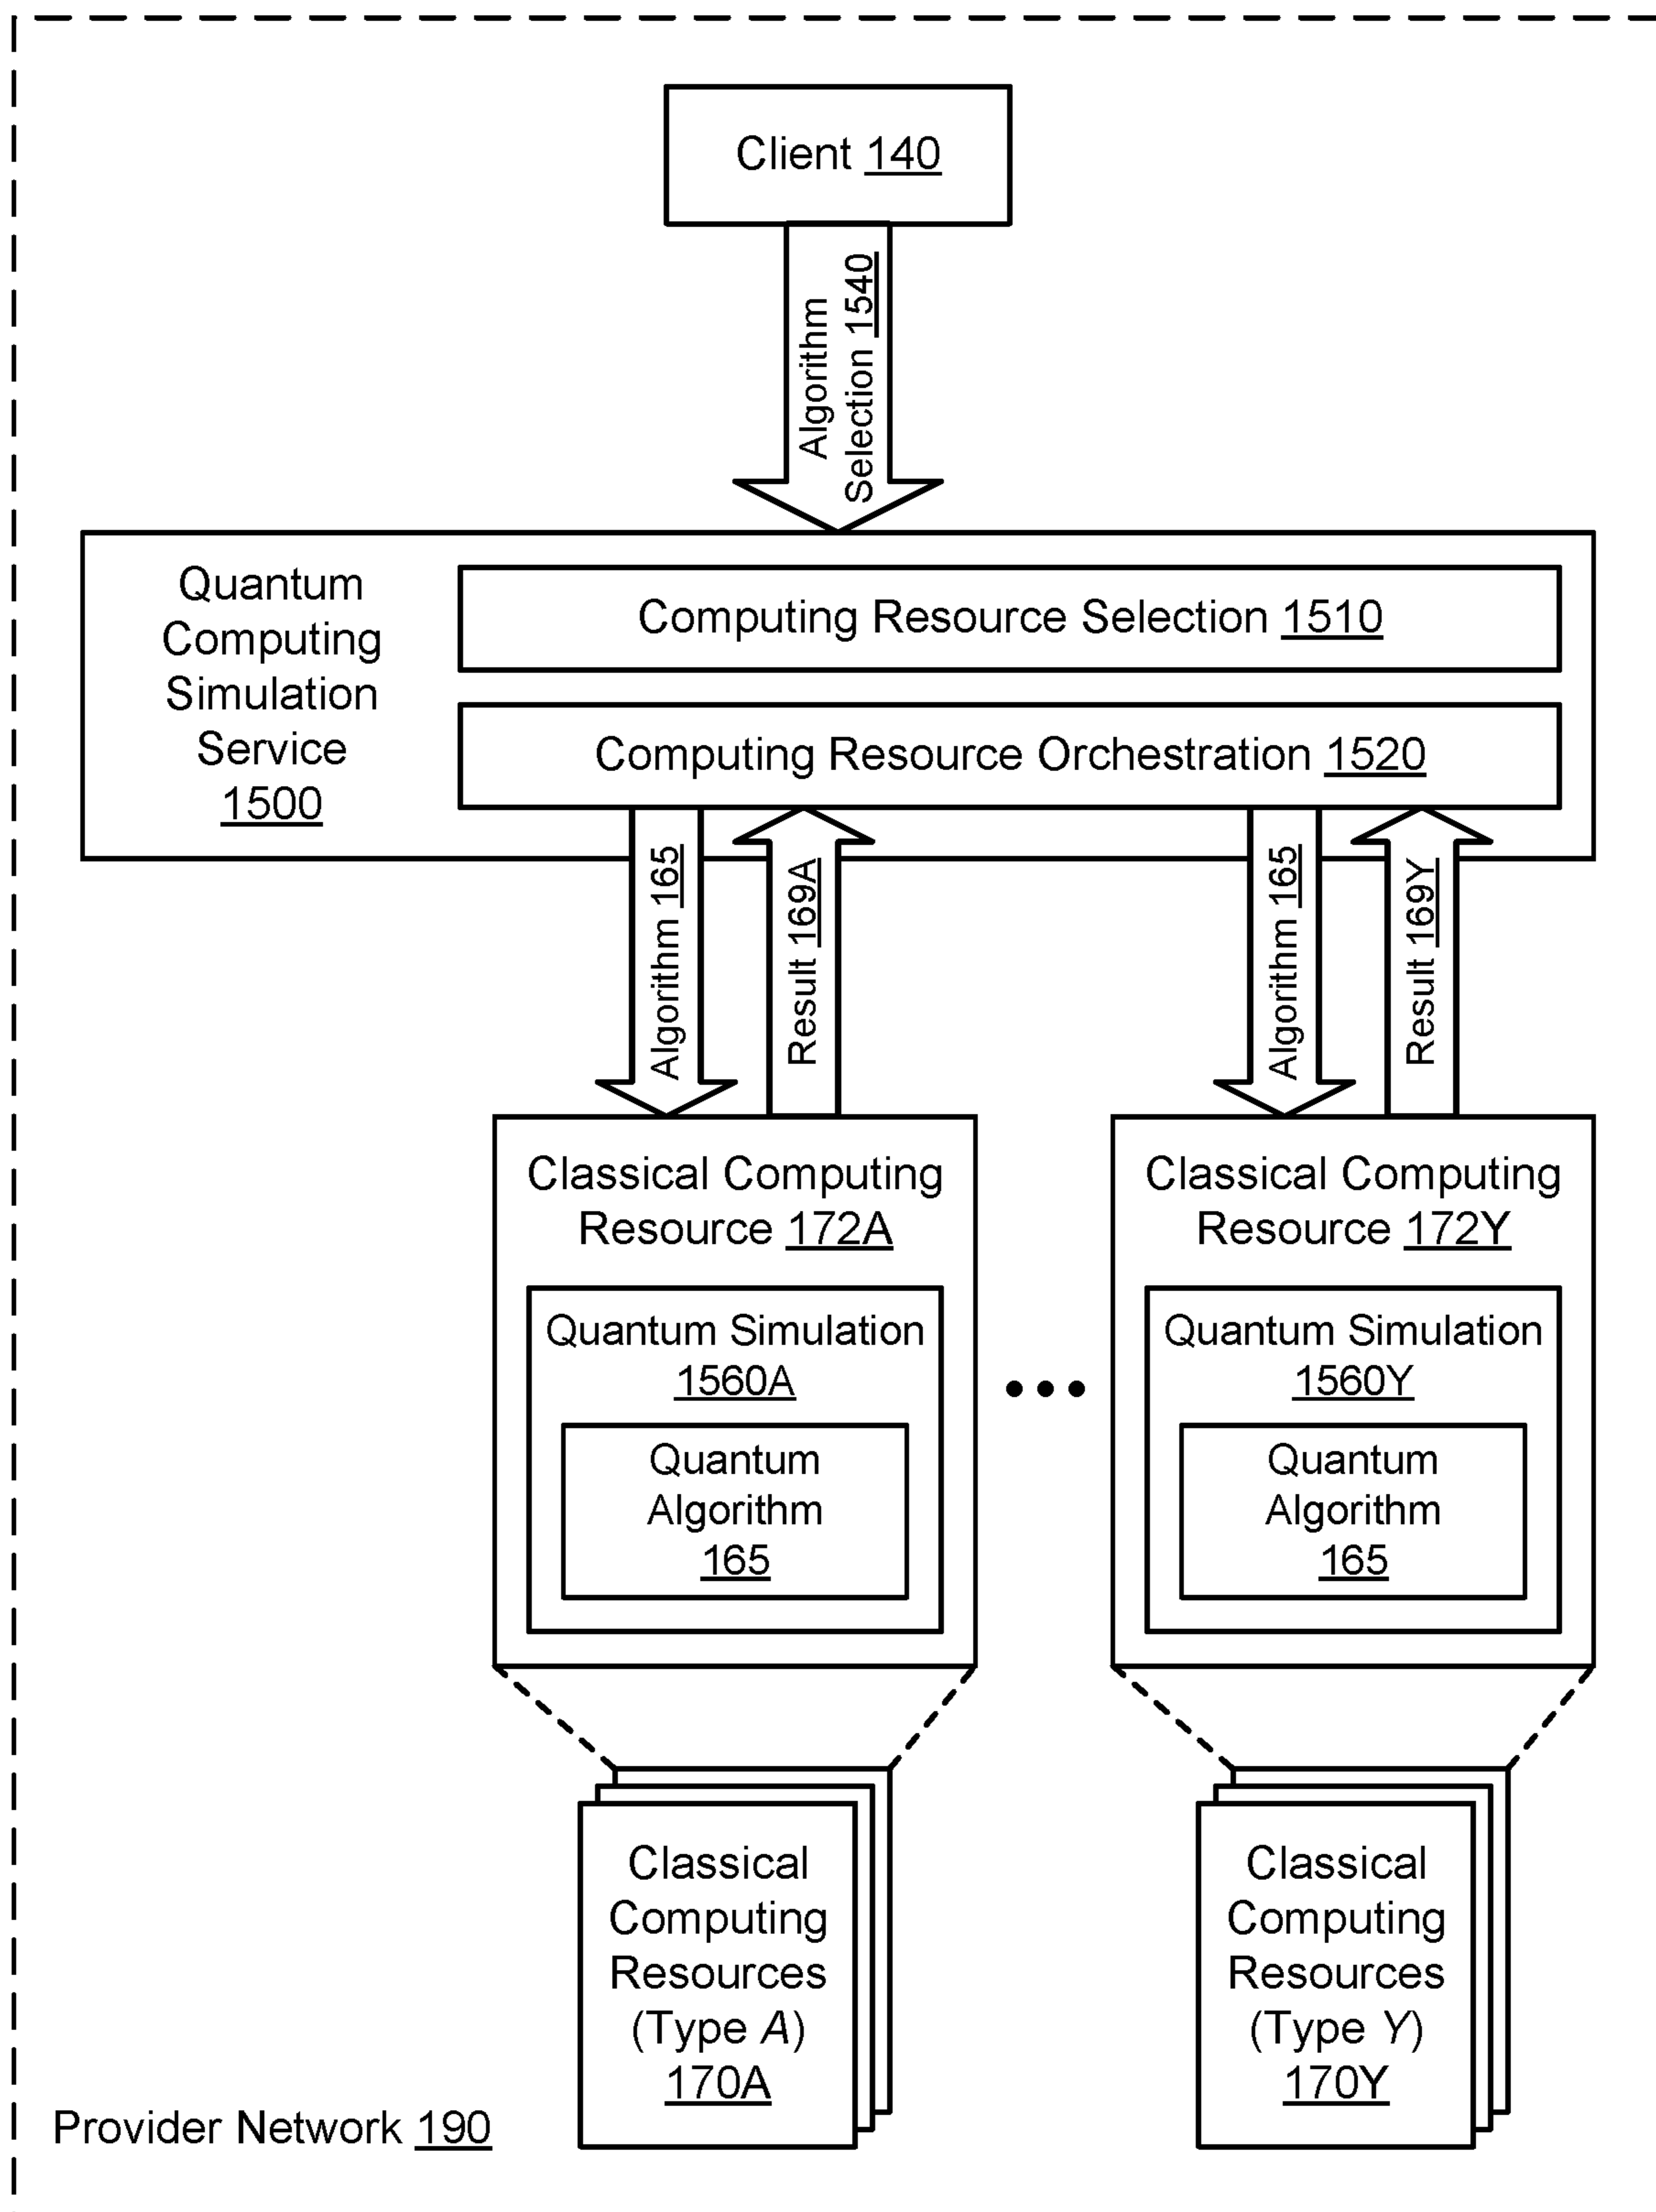 Client 140
Algorithm
Selection 1540
Quantum
Computing
Simulation
Service
1500
Computing Resource Selection 1510
Computing Resource Orchestration 1520
Algorithm 165
Result 169A
Algorithm 165
Result 169Y
Classical Computing
Resource 172A
Quantum Simulation
1560A
Quantum
Algorithm
165
Classical Computing
Resource 172Y
Quantum Simulation
1560Y
Quantum
Algorithm
165
Classical
Computing
Resources
(Type A)
170A
Classical
Computing
Resources
(Type Y)
170Y
Provider Network 190